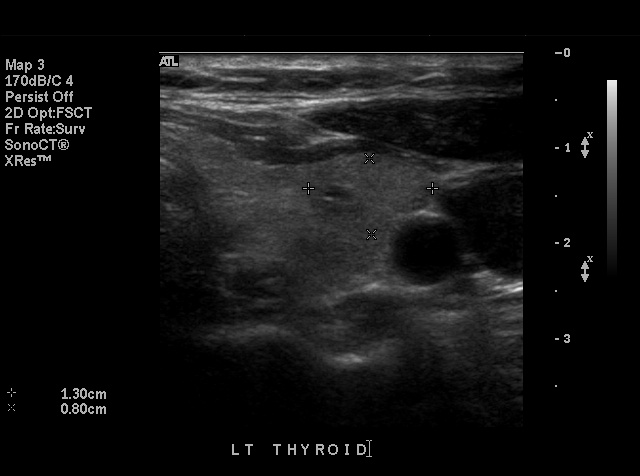 ATL
Map 3
170dB/C 4
Persist Off
2D Opt:FSCT
Fr Rate:Surv
SonoCT®
XRes™
0
1
x
2
x
3
1.30cm
0.80cm
LT THYROID